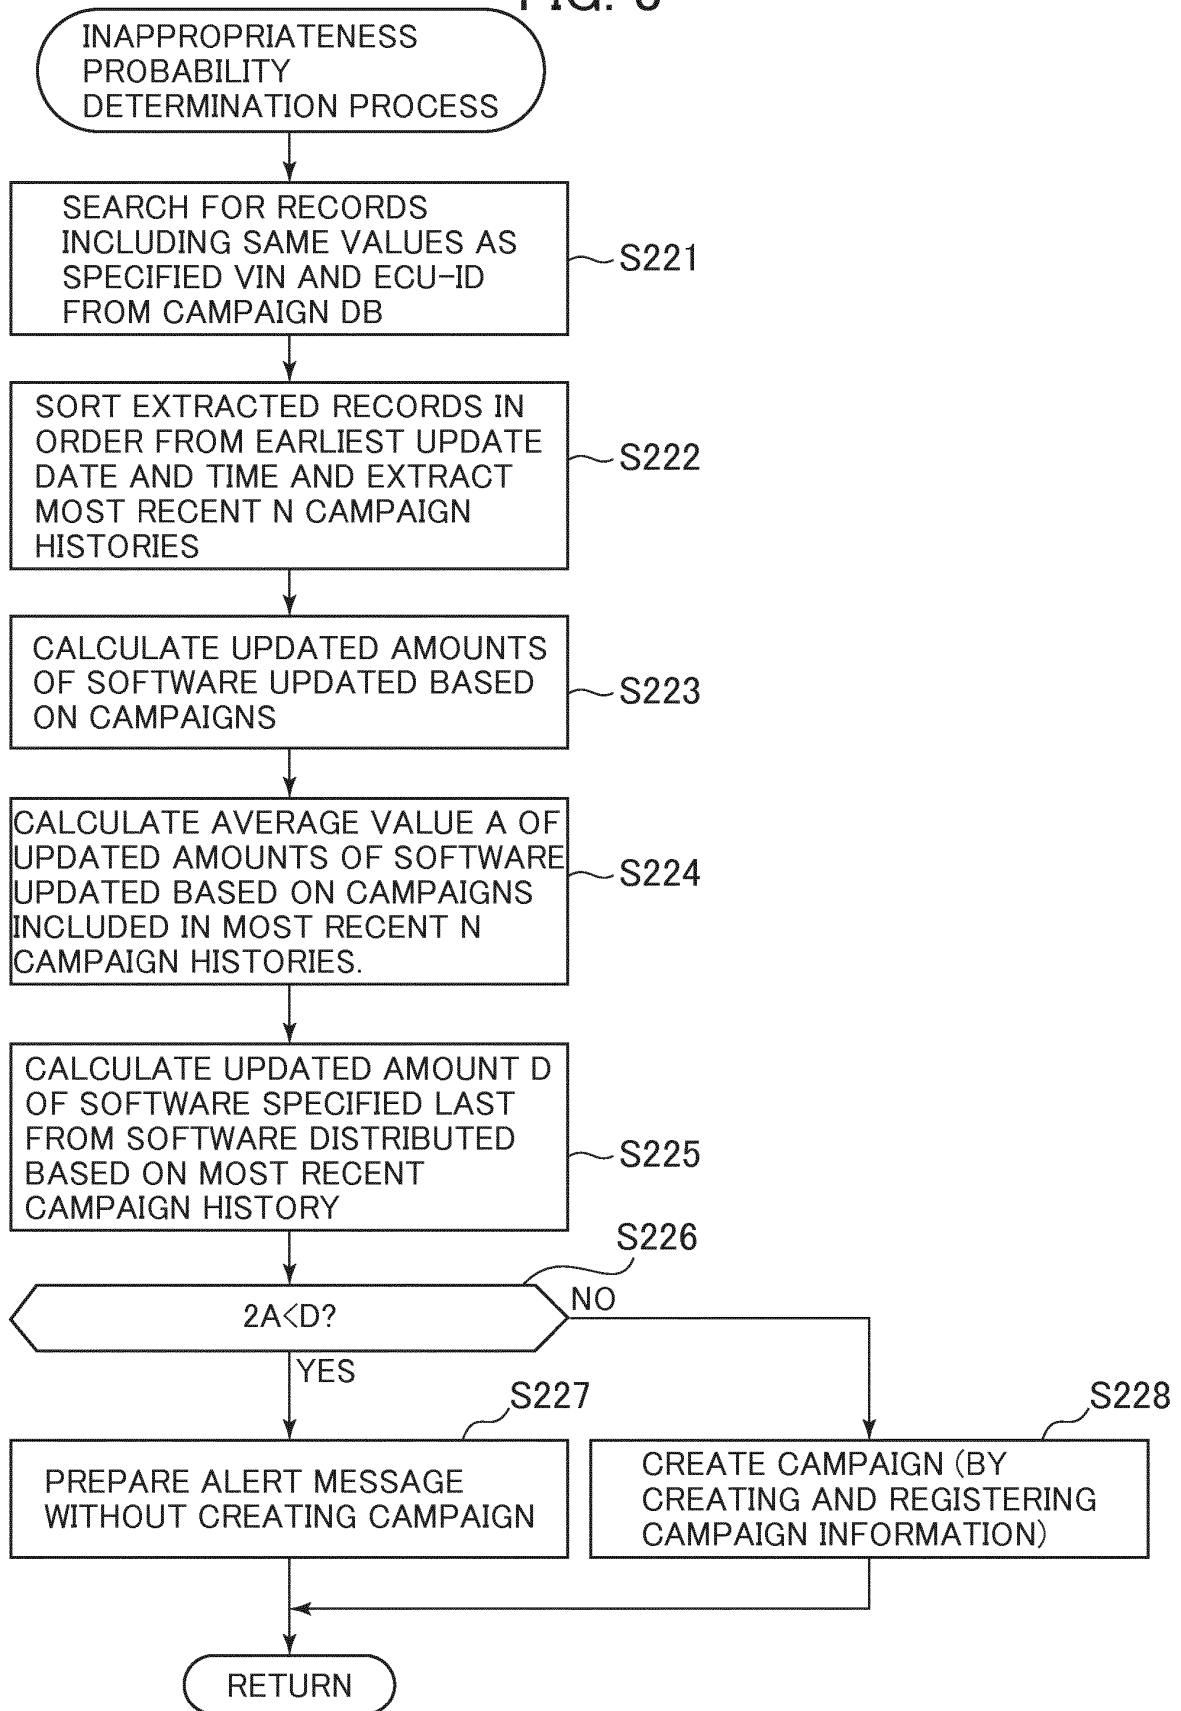 INAPPROPRIATENESS
PROBABILITY
DETERMINATION PROCESS
SEARCH FOR RECORDS
INCLUDING SAME VALUES AS
SPECIFIED VIN AND ECU-ID
FROM CAMPAIGN DB
S221
SORT EXTRACTED RECORDS IN
ORDER FROM EARLIEST UPDATE
DATE AND TIME AND EXTRACT
MOST RECENT N CAMPAIGN
HISTORIES
S222
CALCULATE UPDATED AMOUNTS
OF SOFTWARE UPDATED BASED
ON CAMPAIGNS
S223
CALCULATE AVERAGE VALUE A OF
UPDATED AMOUNTS OF SOFTWARE
UPDATED BASED ON CAMPAIGNS
INCLUDED IN MOST RECENT N
CAMPAIGN HISTORIES.
S224
CALCULATE UPDATED AMOUNT D
OF SOFTWARE SPECIFIED LAST
FROM SOFTWARE DISTRIBUTED
BASED ON MOST RECENT
CAMPAIGN HISTORY
S225
S226
2A<D?
NO
YES
S227
PREPARE ALERT MESSAGE
WITHOUT CREATING CAMPAIGN
S228
CREATE CAMPAIGN (BY
CREATING AND REGISTERING
CAMPAIGN INFORMATION)
RETURN